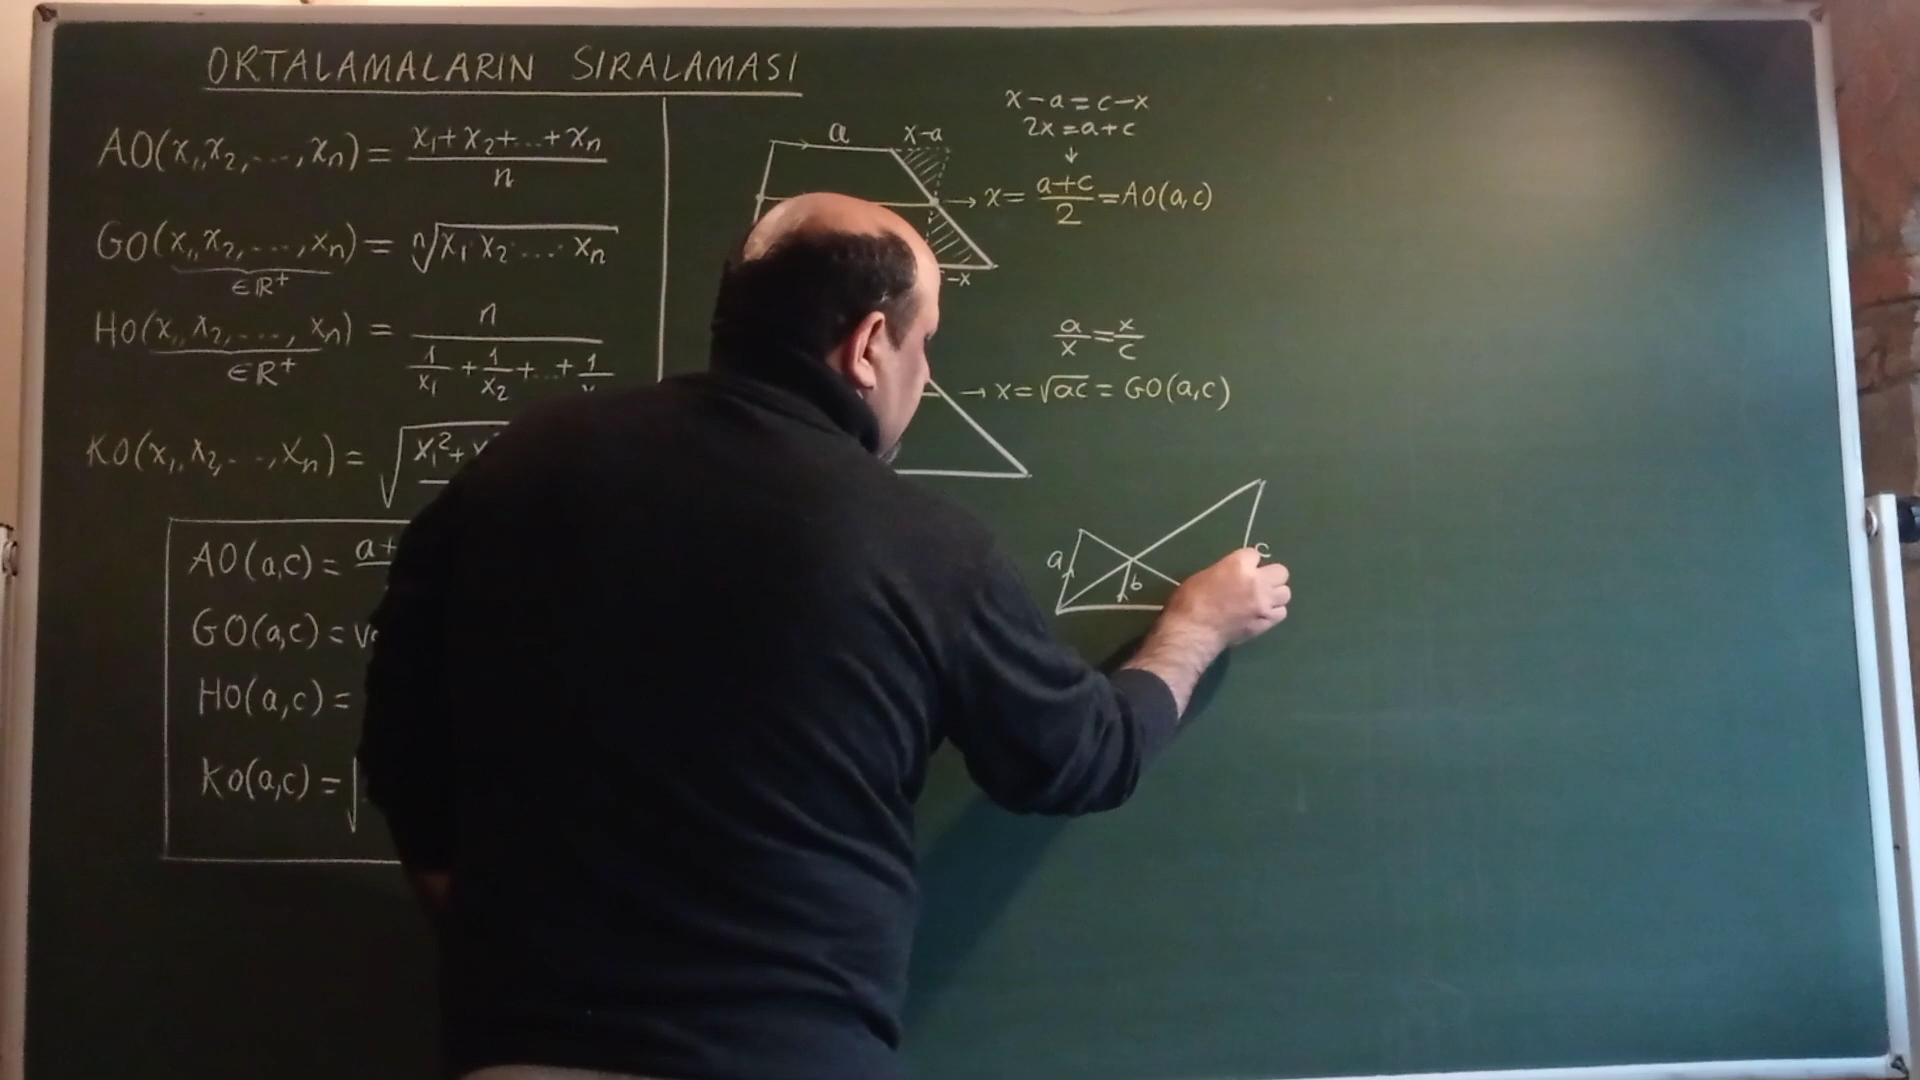 ORTALAMALARIN SIRALAMASI
AO(x₁, x₂, ..., xₙ) = (x₁ + x₂ + ... + xₙ) / n
GO(x₁, x₂, ..., xₙ) = ⁿ√(x₁ x₂ ... xₙ)
∈ℝ⁺
HO(x₁, x₂, ..., xₙ) = n / (1/x₁ + 1/x₂ + ... + 1/
∈ℝ⁺
KO(x₁, x₂, ..., xₙ) = √(x₁² +
AO(a,c) = a+
GO(a,c) = √
HO(a,c) =
KO(a,c) = √
a
x-a
x-a=c-x
2x=a+c
↓
→ x = (a+c)/2 = AO(a,c)
-x
a/x = x/c
→ x = √ac = GO(a,c)
a
b
c